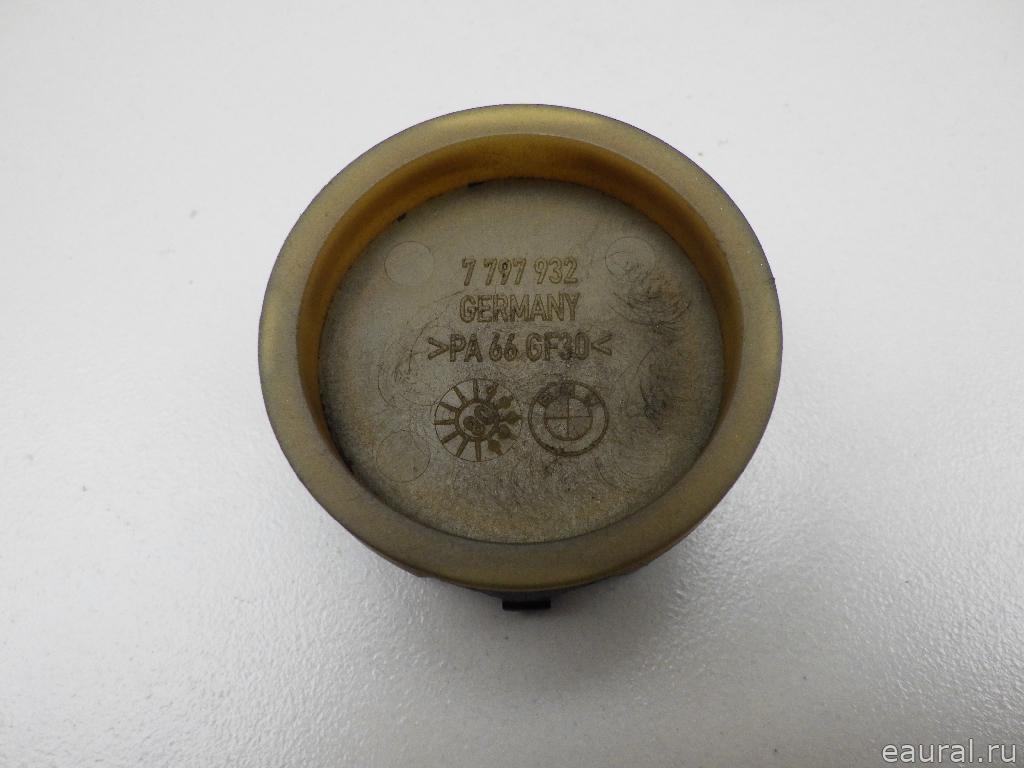 7 797 932
GERMANY
>PA 66 GF30<
eaural.ru